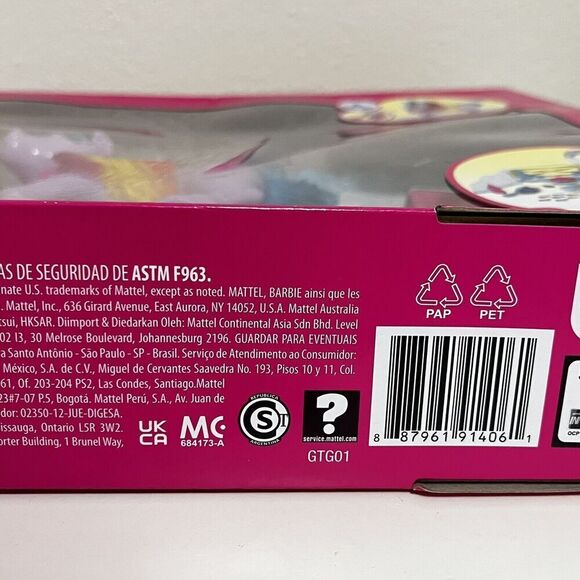 AS DE SEGURIDAD DE ASTM F963.
nate U.S. trademarks of Mattel, except as noted. MATTEL, BARBIE ainsi que les
. Mattel, Inc., 636 Girard Avenue, East Aurora, NY 14052, U.S.A. Mattel Australia
tsui, HKSAR. Diimport & Diedarkan Oleh: Mattel Continental Asia Sdn Bhd. Level
02 I3, 30 Melrose Boulevard, Johannesburg 2196. GUARDAR PARA EVENTUAIS
a Santo Antônio - São Paulo - SP - Brasil. Serviço de Atendimento ao Consumidor:
México, S.A. de C.V., Miguel de Cervantes Saavedra No. 193, Pisos 10 y 11, Col.
61, Of. 203-204 PS2, Las Condes, Santiago.Mattel
23#7-07 P.5, Bogotá. Mattel Perú, S.A., Av. Juan de
dor: 02350-12-JUE-DIGESA.
issauga, Ontario L5R 3W2.
orter Building, 1 Brunel Way,
PAP
PET
UK
CA
MC
684173-A
REPUBLICA
S
ARGENTINA
?
service.mattel.com
GTG01
8 87961 91406 1